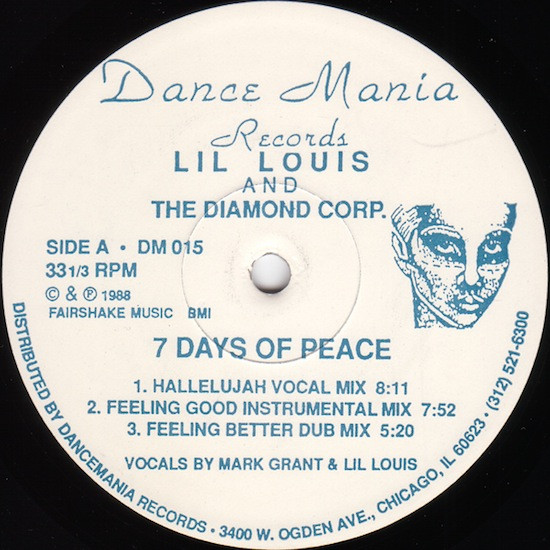 Dance Mania
Records
LIL LOUIS
AND
THE DIAMOND CORP.
SIDE A • DM 015
33 1/3 RPM
© & ℗ 1988
FAIRSHAKE MUSIC BMI
7 DAYS OF PEACE
1. HALLELUJAH VOCAL MIX 8:11
2. FEELING GOOD INSTRUMENTAL MIX 7:52
3. FEELING BETTER DUB MIX 5:20
VOCALS BY MARK GRANT & LIL LOUIS
DISTRIBUTED BY DANCEMANIA RECORDS • 3400 W. OGDEN AVE., CHICAGO, IL 60623 • (312) 521-6300